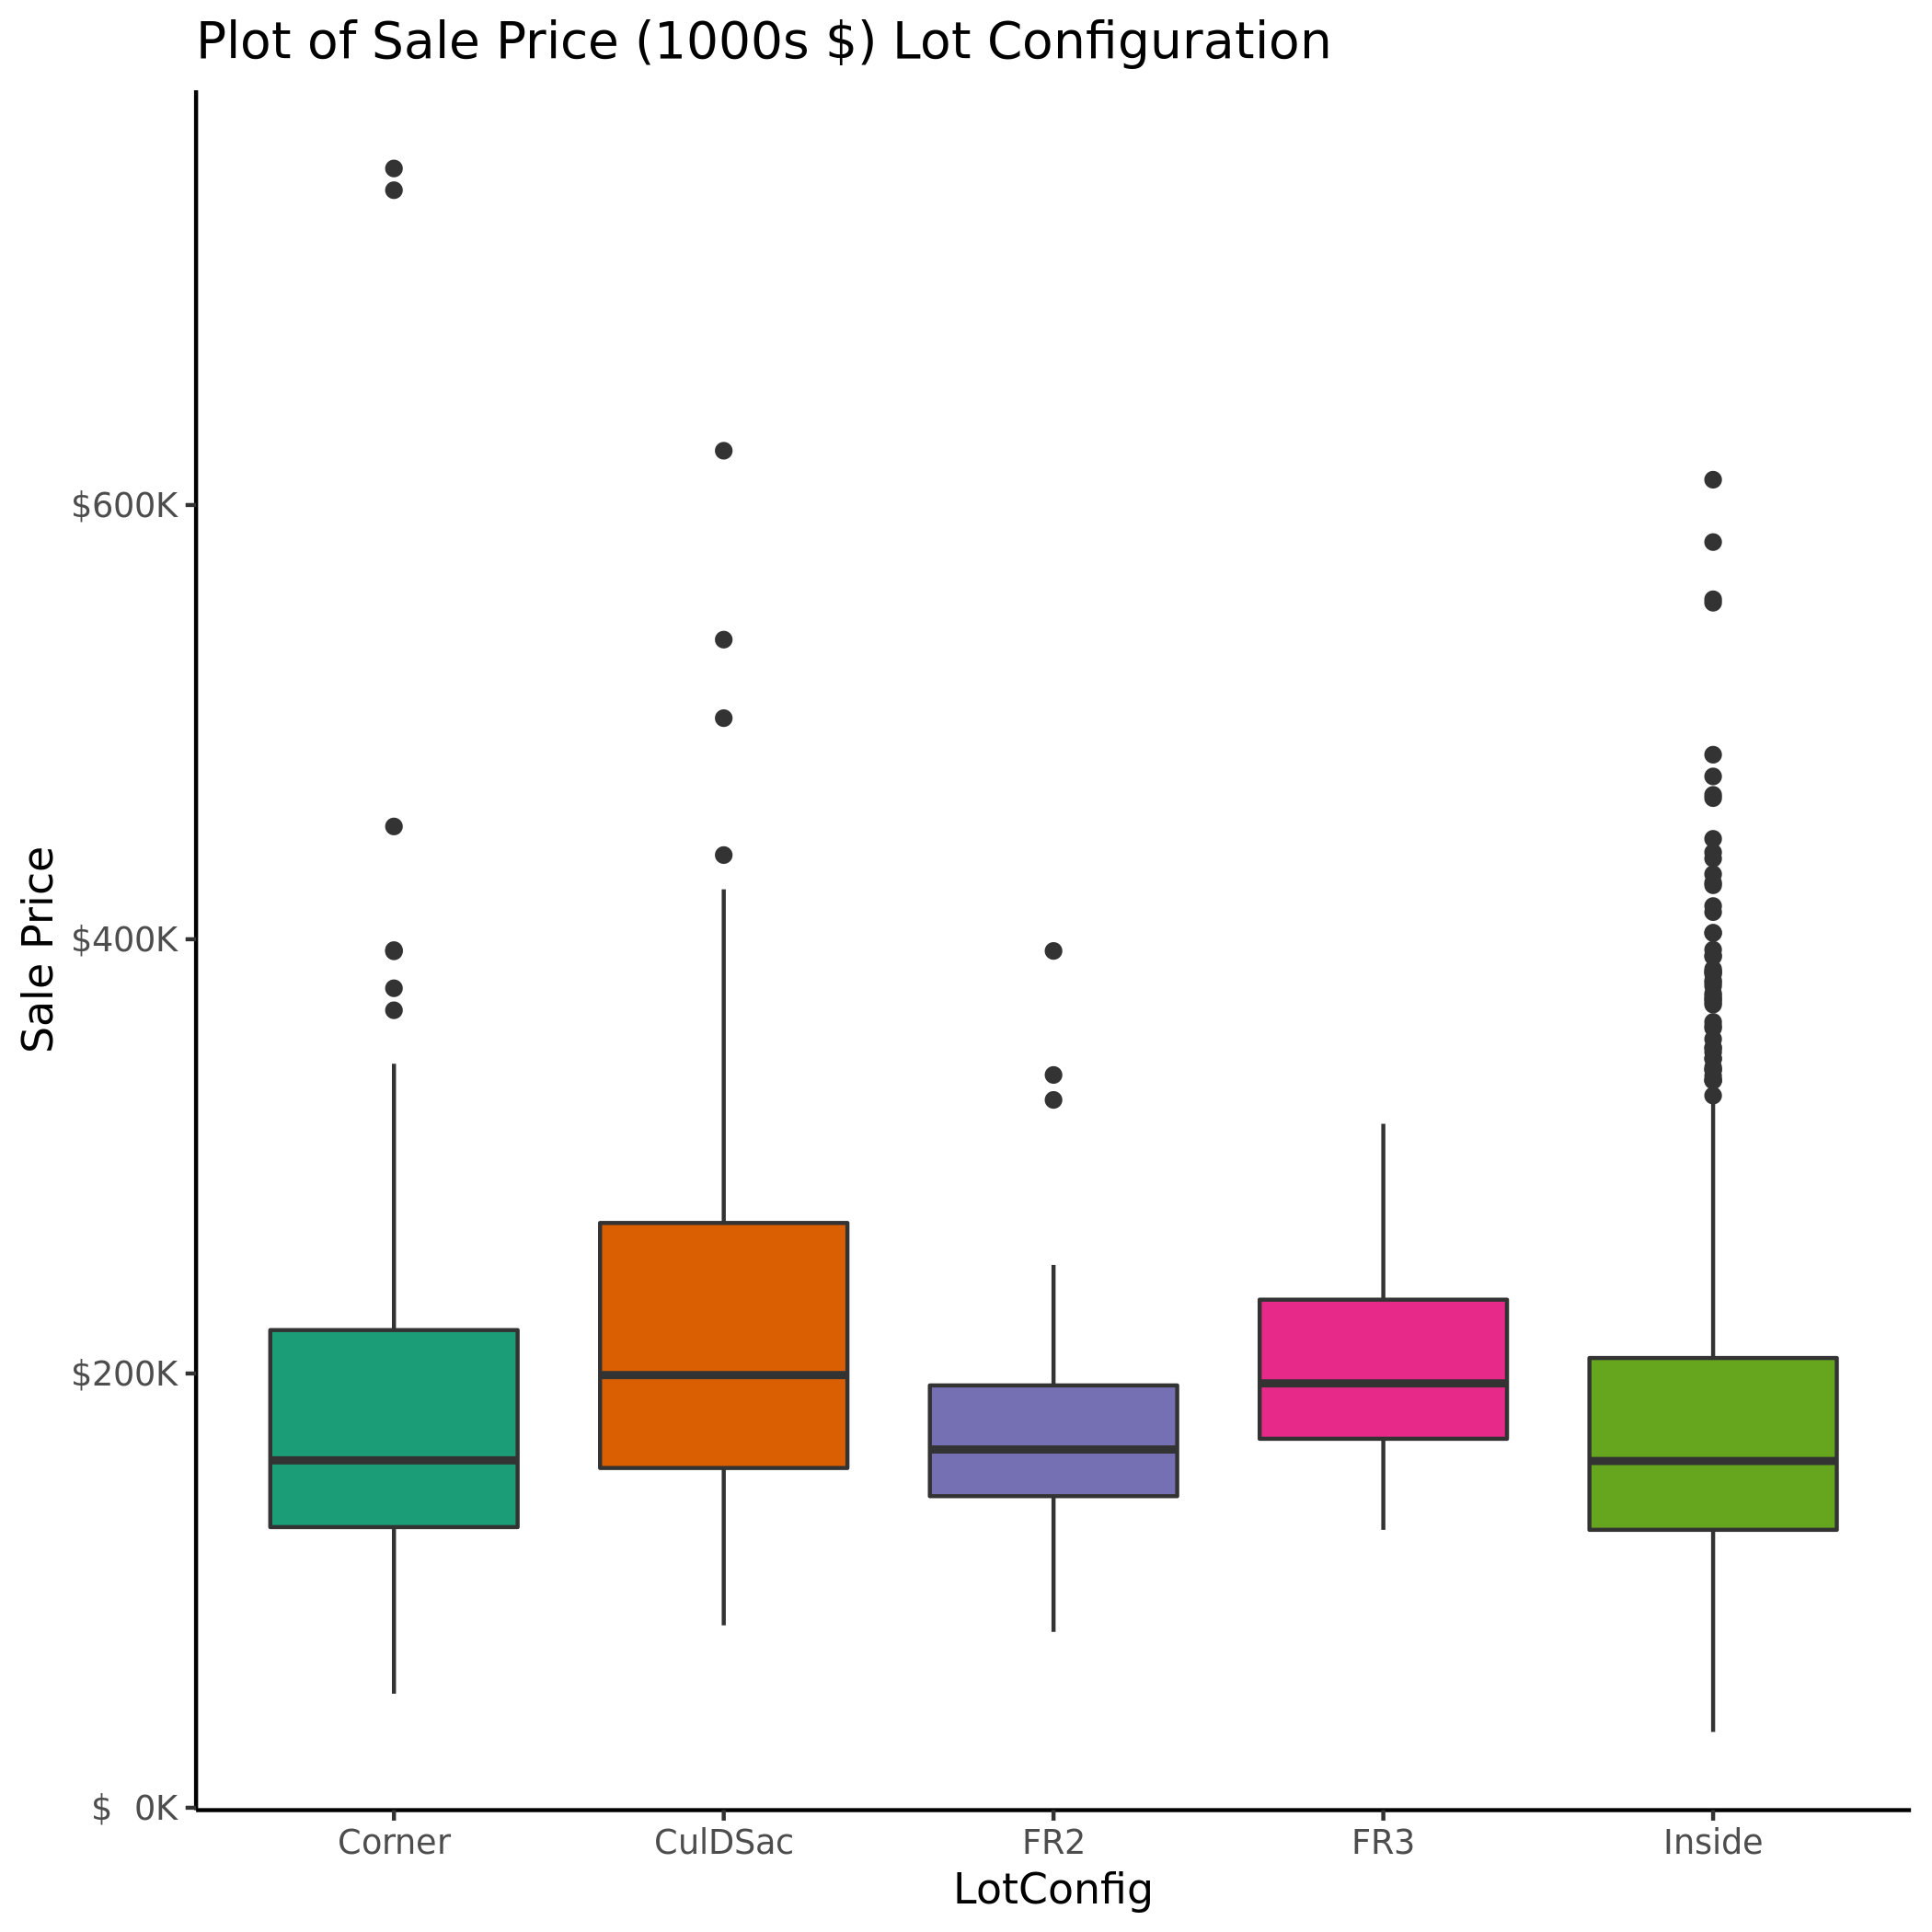 Plot of Sale Price (1000s $) Lot Configuration
Sale Price
$600K
$400K
$200K
$  0K
Corner CulDSac FR2 FR3 Inside
LotConfig